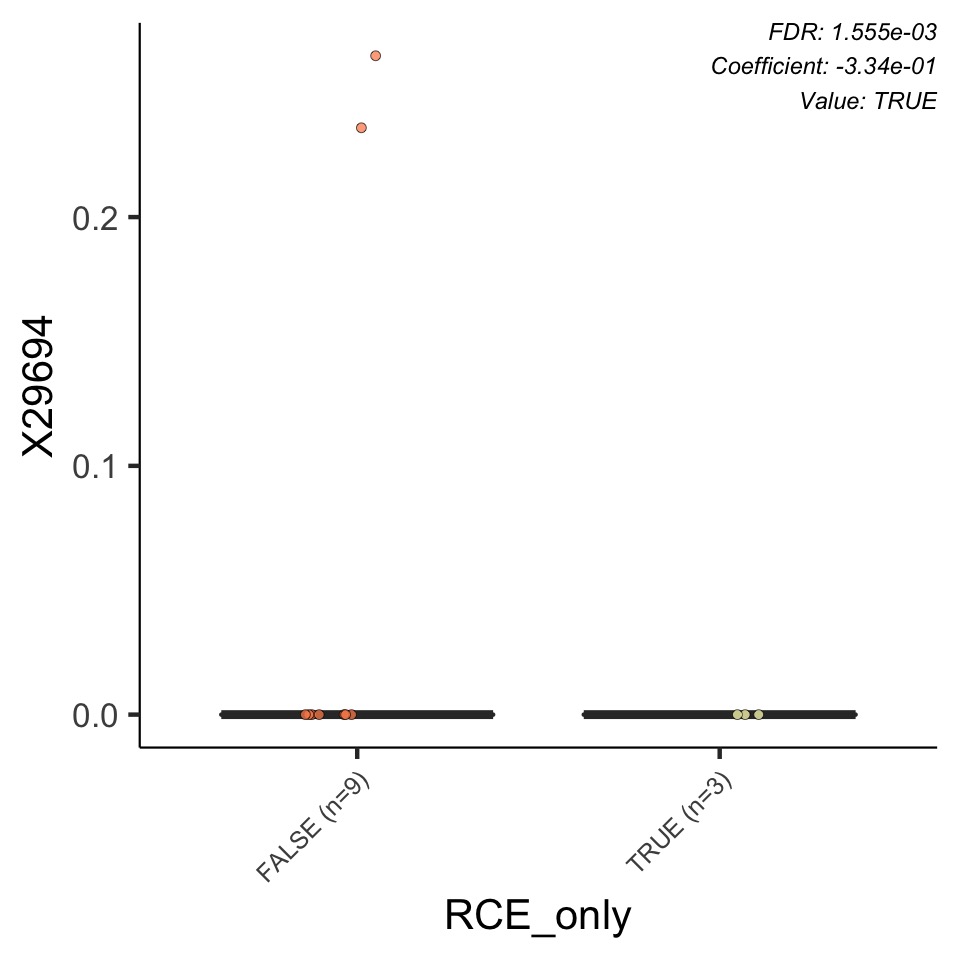 FDR: 1.555e-03
Coefficient: -3.34e-01
Value: TRUE
X29694
0.2
0.1
0.0
FALSE (n=9)
TRUE (n=3)
RCE_only